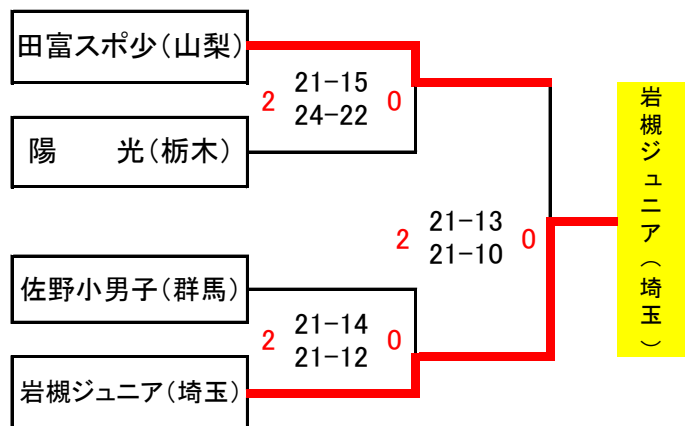 田富スポ少(山梨)
2 21-15 0
24-22
陽　光(栃木)
2 21-13 0
21-10
佐野小男子(群馬)
2 21-14 0
21-12
岩槻ジュニア(埼玉)
岩槻ジュニア(埼玉)